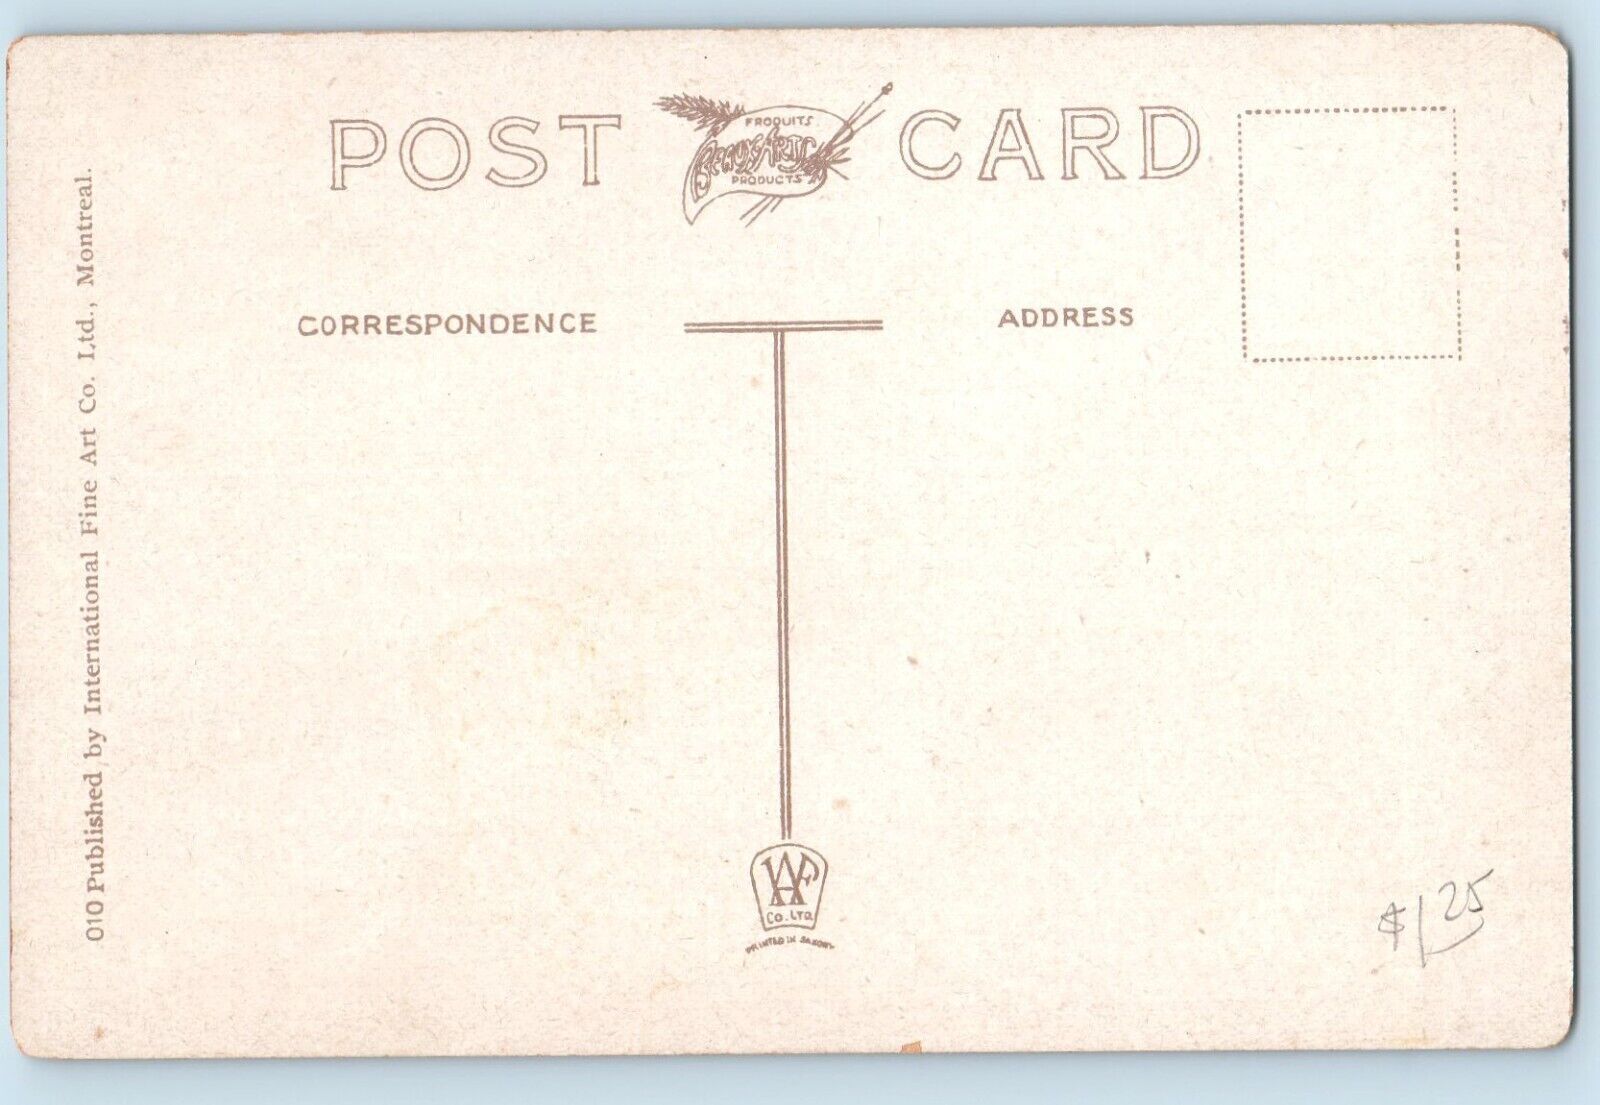 POST CARD
PRODUITS
BEAUX ARTS
PRODUCTS
CORRESPONDENCE
ADDRESS
010 Published by International Fine Art Co. Ltd., Montreal.
Co. LTD.
PRINTED IN SAXONY
$1 25